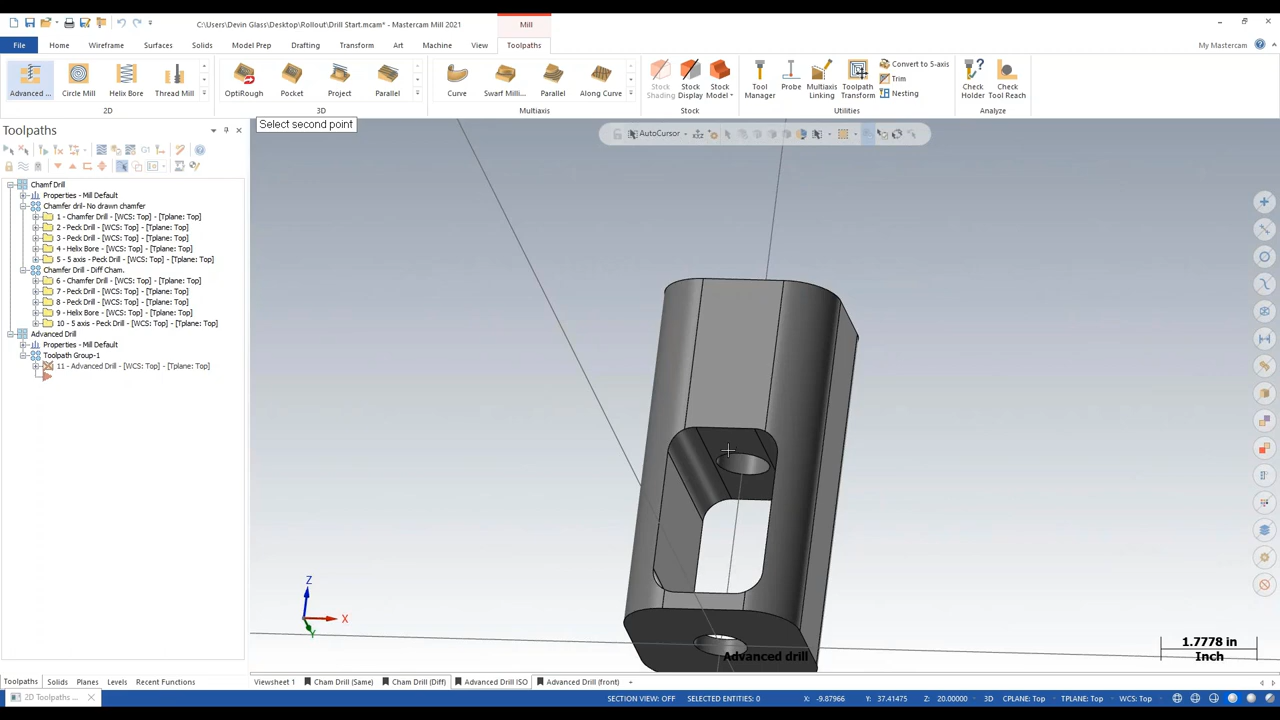 C:\Users\Devin Glass\Desktop\Rollout\Drill Start.mcam* - Mastercam Mill 2021
Mill
File Home Wireframe Surfaces Solids Model Prep Drafting Transform Art Machine View Toolpaths My Mastercam
Advanced ... Circle Mill Helix Bore Thread Mill
2D
OptiRough Pocket Project Parallel
3D
Curve Swarf Milli... Parallel Along Curve
Multiaxis
Stock Shading Stock Display Stock Model
Stock
Tool Manager Probe Multiaxis Linking Toolpath Transform
Convert to 5-axis
Trim
Nesting
Utilities
Check Holder Check Tool Reach
Analyze
Select second point
AutoCursor
Toolpaths
G1
Chamf Drill
Properties - Mill Default
Chamfer dril- No drawn chamfer
1 - Chamfer Drill - [WCS: Top] - [Tplane: Top]
2 - Peck Drill - [WCS: Top] - [Tplane: Top]
3 - Peck Drill - [WCS: Top] - [Tplane: Top]
4 - Helix Bore - [WCS: Top] - [Tplane: Top]
5 - 5 axis - Peck Drill - [WCS: Top] - [Tplane: Top]
Chamfer Drill - Diff Cham.
6 - Chamfer Drill - [WCS: Top] - [Tplane: Top]
7 - Peck Drill - [WCS: Top] - [Tplane: Top]
8 - Peck Drill - [WCS: Top] - [Tplane: Top]
9 - Helix Bore - [WCS: Top] - [Tplane: Top]
10 - 5 axis - Peck Drill - [WCS: Top] - [Tplane: Top]
Advanced Drill
Properties - Mill Default
Toolpath Group-1
11 - Advanced Drill - [WCS: Top] - [Tplane: Top]
Z
X
Y
Advanced drill
1.7778 in
Inch
Toolpaths Solids Planes Levels Recent Functions
Viewsheet 1 Cham Drill (Same) Cham Drill (Diff) Advanced Drill ISO Advanced Drill (front) +
2D Toolpaths ...
SECTION VIEW: OFF SELECTED ENTITIES: 0 X: -9.87966 Y: 37.41475 Z: 20.00000 3D CPLANE: Top TPLANE: Top WCS: Top